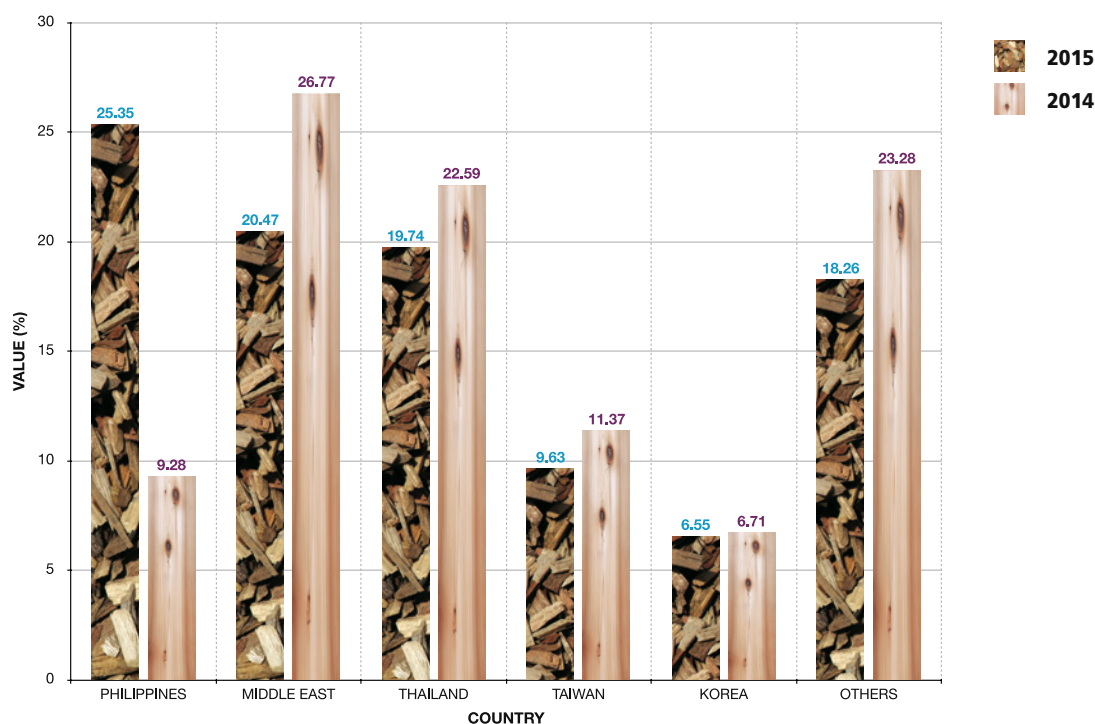 30
25
20
15
10
5
0
VALUE (%)
25.35
9.28
20.47
26.77
19.74
22.59
9.63
11.37
6.55
6.71
18.26
23.28
PHILIPPINES
MIDDLE EAST
THAILAND
TAIWAN
KOREA
OTHERS
COUNTRY
2015
2014